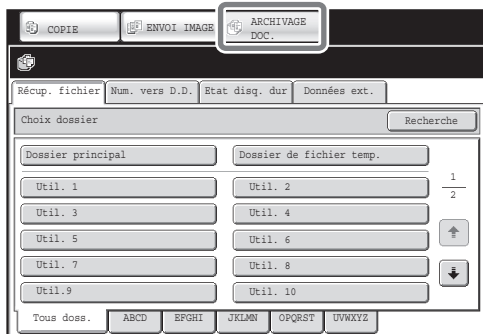 COPIE
ENVOI IMAGE
ARCHIVAGE
DOC.
Récup. fichier
Num. vers D.D.
Etat disq. dur
Données ext.
Choix dossier
Recherche
Dossier principal
Dossier de fichier temp.
Util. 1
Util. 2
1
2
Util. 3
Util. 4
Util. 5
Util. 6
Util. 7
Util. 8
Util.9
Util. 10
Tous doss.
ABCD
EFGHI
JKLMN
OPQRST
UVWXYZ